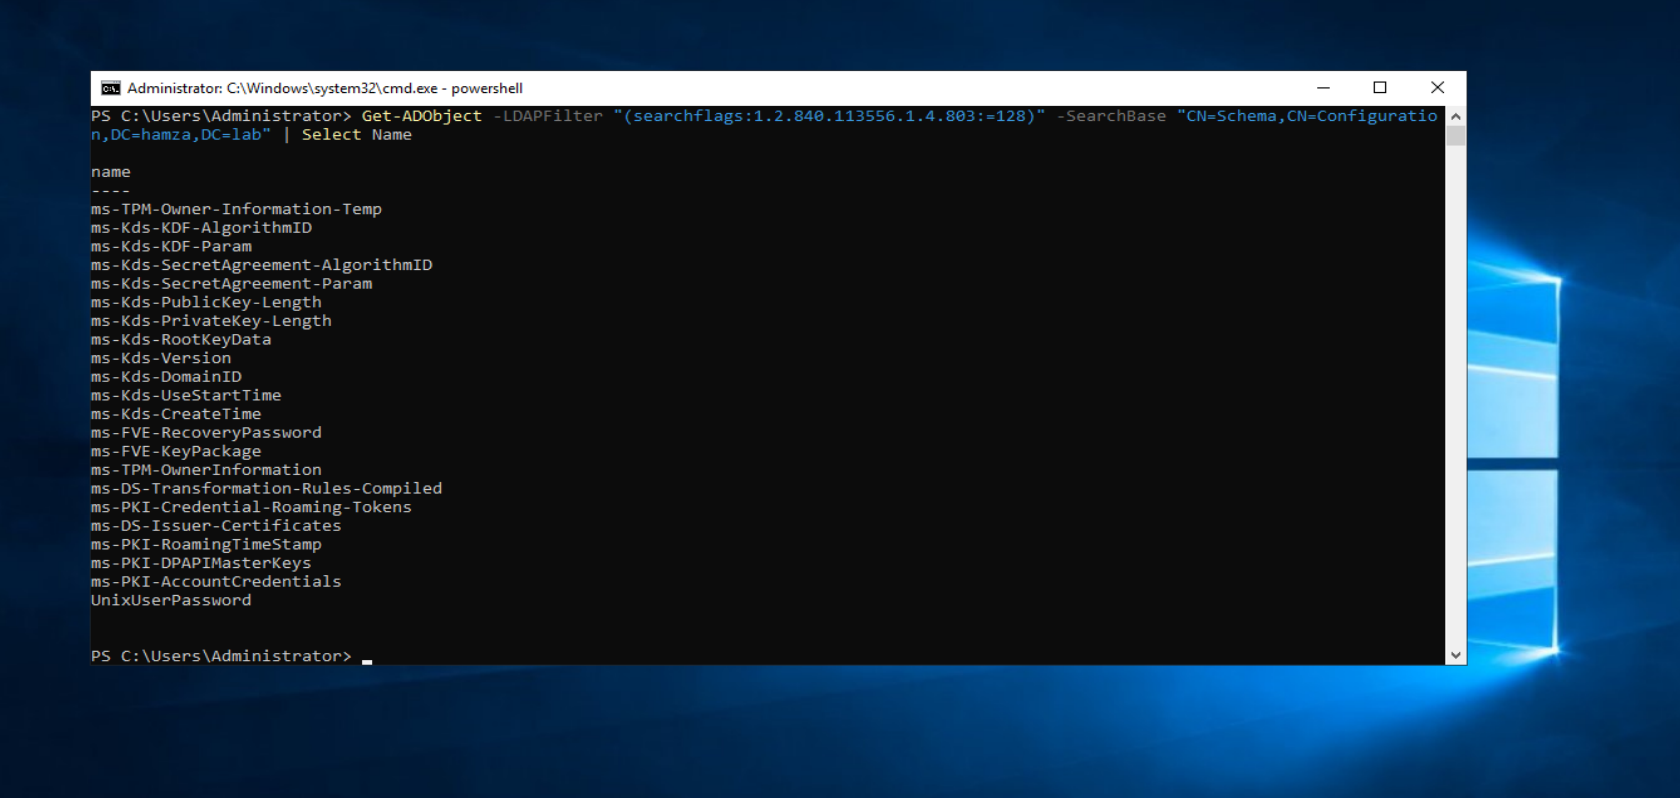 Administrator: C:\Windows\system32\cmd.exe - powershell
PS C:\Users\Administrator> Get-ADObject -LDAPFilter "(searchflags:1.2.840.113556.1.4.803:=128)" -SearchBase "CN=Schema,CN=Configuratio
n,DC=hamza,DC=lab" | Select Name
name
----
ms-TPM-Owner-Information-Temp
ms-Kds-KDF-AlgorithmID
ms-Kds-KDF-Param
ms-Kds-SecretAgreement-AlgorithmID
ms-Kds-SecretAgreement-Param
ms-Kds-PublicKey-Length
ms-Kds-PrivateKey-Length
ms-Kds-RootKeyData
ms-Kds-Version
ms-Kds-DomainID
ms-Kds-UseStartTime
ms-Kds-CreateTime
ms-FVE-RecoveryPassword
ms-FVE-KeyPackage
ms-TPM-OwnerInformation
ms-DS-Transformation-Rules-Compiled
ms-PKI-Credential-Roaming-Tokens
ms-DS-Issuer-Certificates
ms-PKI-RoamingTimeStamp
ms-PKI-DPAPIMasterKeys
ms-PKI-AccountCredentials
UnixUserPassword
PS C:\Users\Administrator>